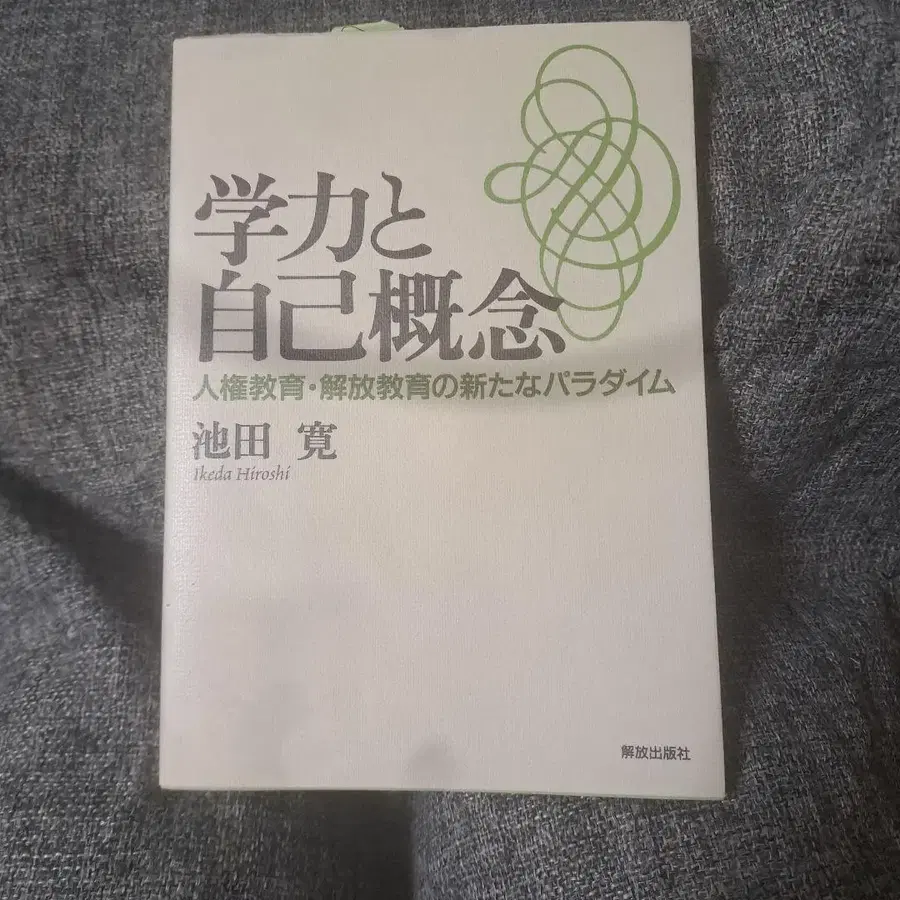 学力と
自己概念
人権教育・解放教育の新たなパラダイム
池田 寛
Ikeda Hiroshi
解放出版社